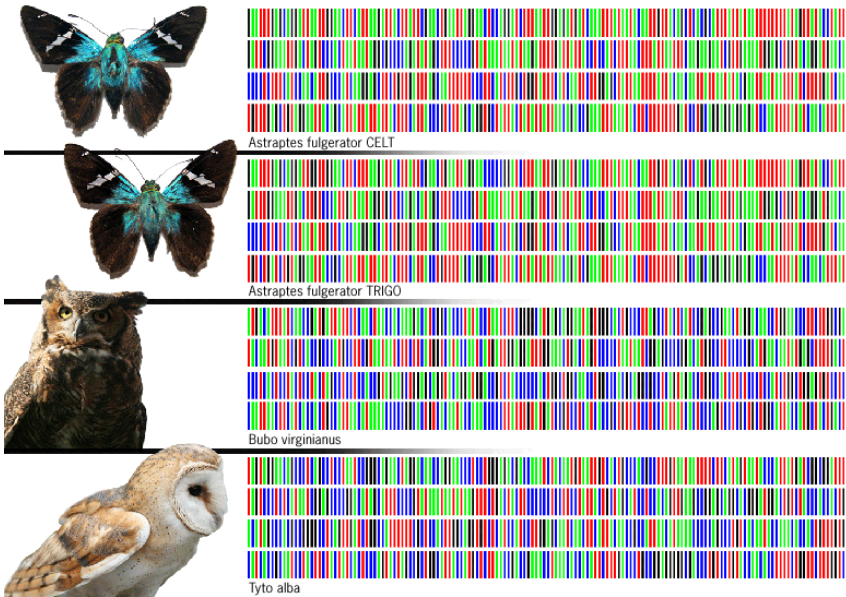 Astraptes fulgerator CELT
Astraptes fulgerator TRIGO
Bubo virginianus
Tyto alba